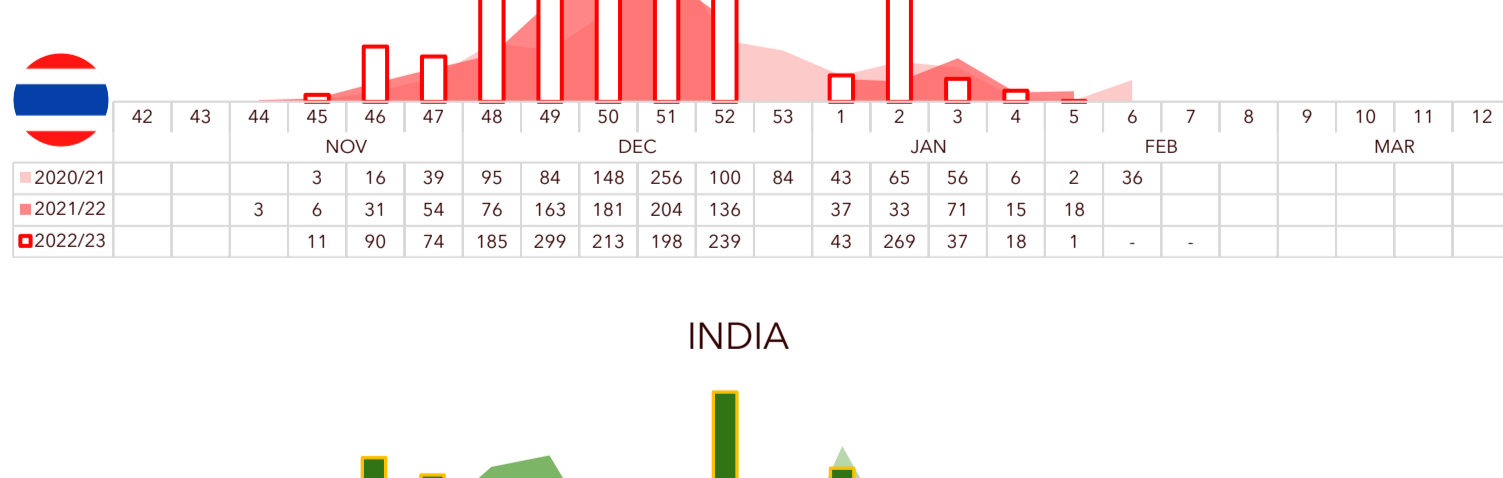 42 43 44 45 46 47 48 49 50 51 52 53 1 2 3 4 5 6 7 8 9 10 11 12
NOV DEC JAN FEB MAR
2020/21 3 16 39 95 84 148 256 100 84 43 65 56 6 2 36
2021/22 3 6 31 54 76 163 181 204 136 37 33 71 15 18
2022/23 11 90 74 185 299 213 198 239 43 269 37 18 1 - -
INDIA